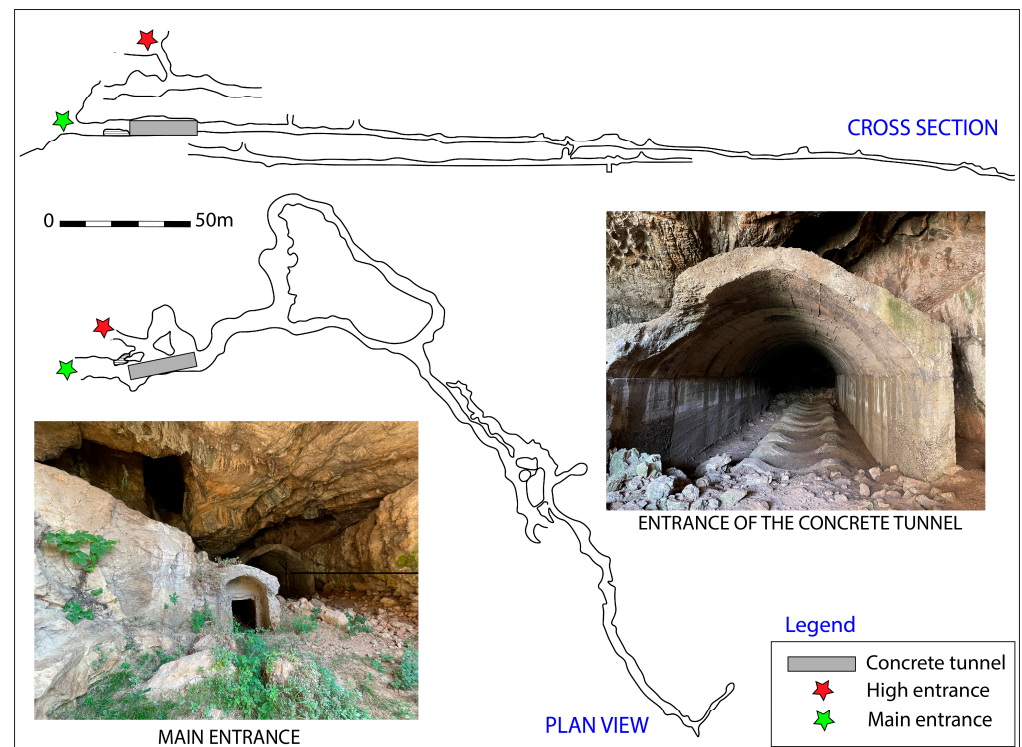 CROSS SECTION
0
50m
ENTRANCE OF THE CONCRETE TUNNEL
Legend
Concrete tunnel
High entrance
Main entrance
PLAN VIEW
MAIN ENTRANCE